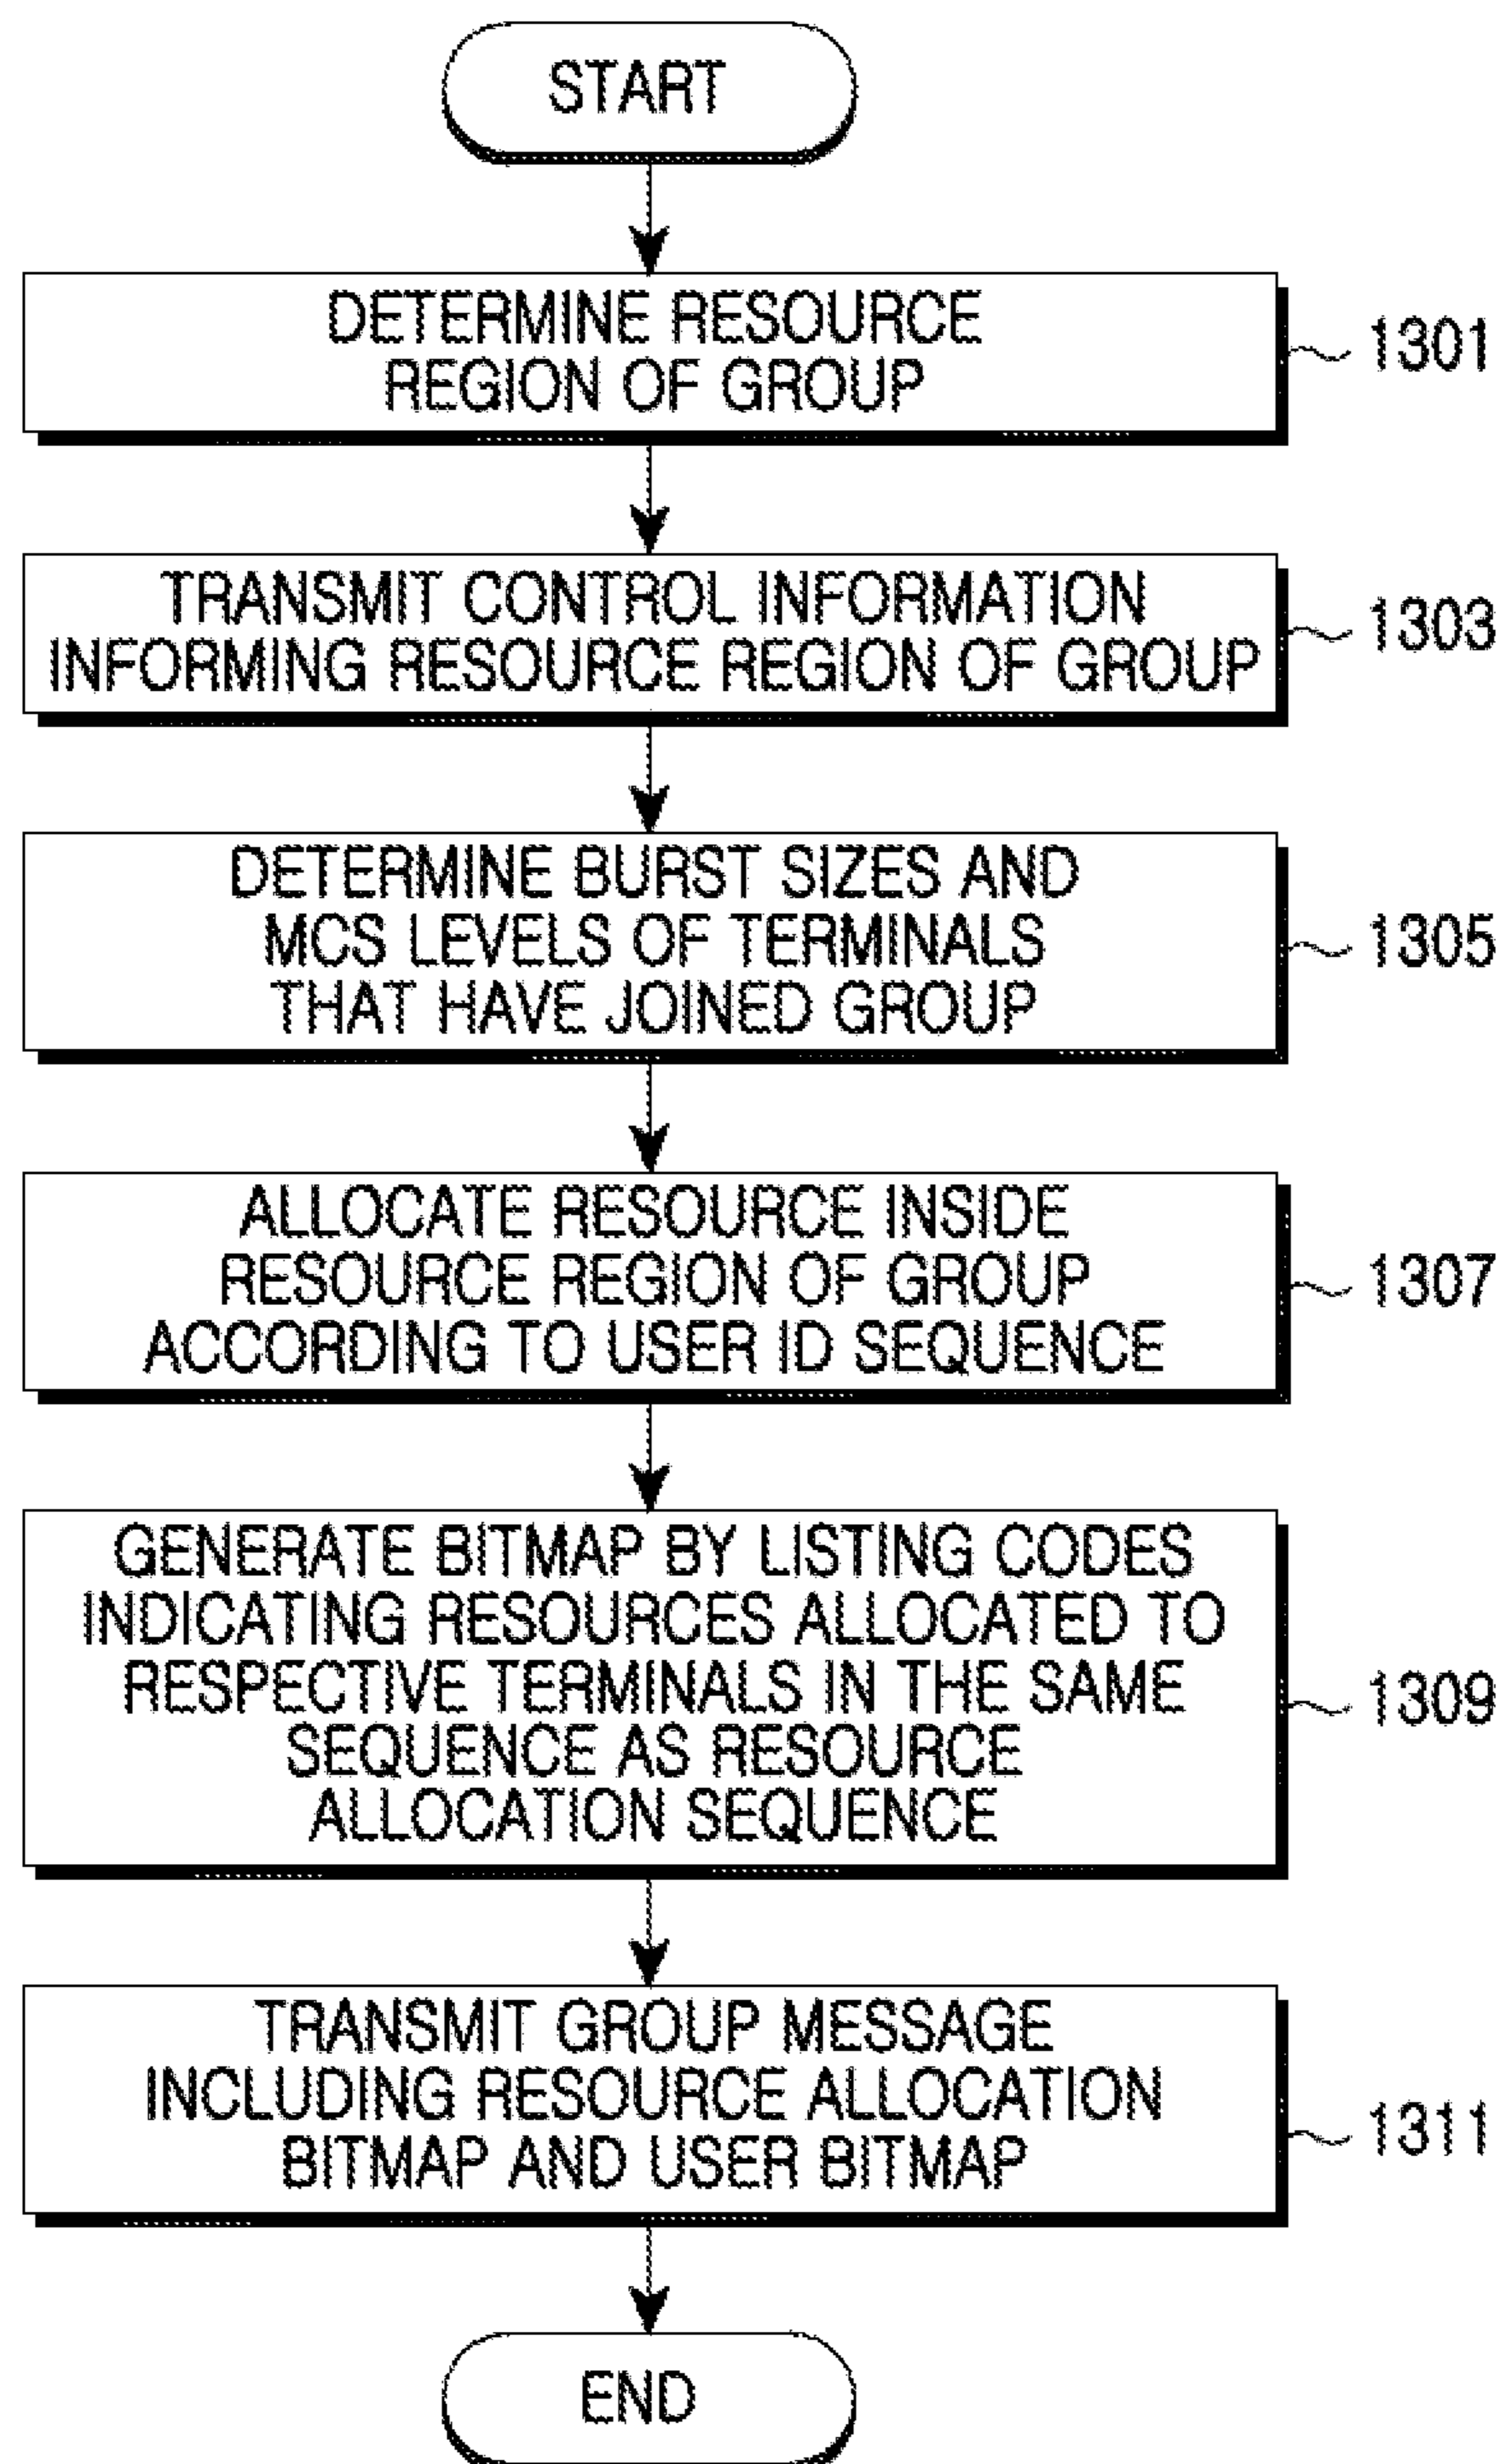 START
DETERMINE RESOURCE
REGION OF GROUP
1301
TRANSMIT CONTROL INFORMATION
INFORMING RESOURCE REGION OF GROUP
1303
DETERMINE BURST SIZES AND
MCS LEVELS OF TERMINALS
THAT HAVE JOINED GROUP
1305
ALLOCATE RESOURCE INSIDE
RESOURCE REGION OF GROUP
ACCORDING TO USER ID SEQUENCE
1307
GENERATE BITMAP BY LISTING CODES
INDICATING RESOURCES ALLOCATED TO
RESPECTIVE TERMINALS IN THE SAME
SEQUENCE AS RESOURCE
ALLOCATION SEQUENCE
1309
TRANSMIT GROUP MESSAGE
INCLUDING RESOURCE ALLOCATION
BITMAP AND USER BITMAP
1311
END